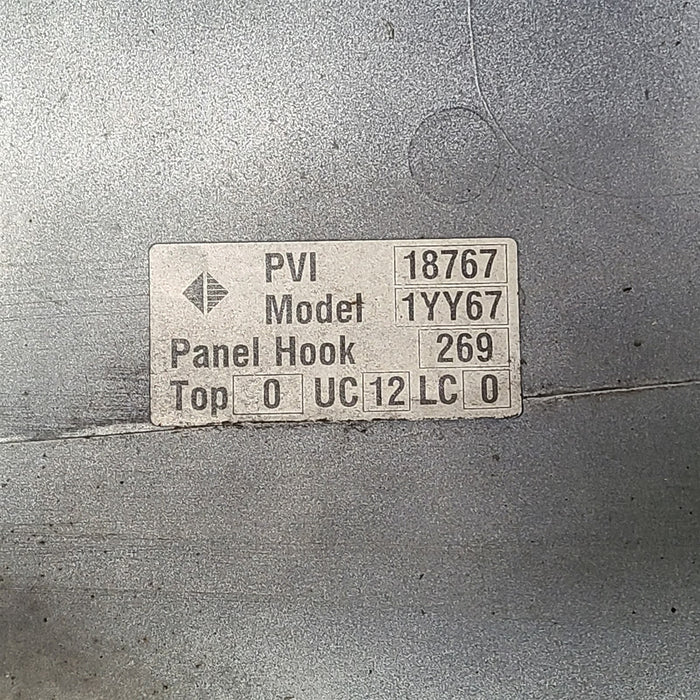 PVI 18767
Model 1YY67
Panel Hook 269
Top 0 UC 12 LC 0